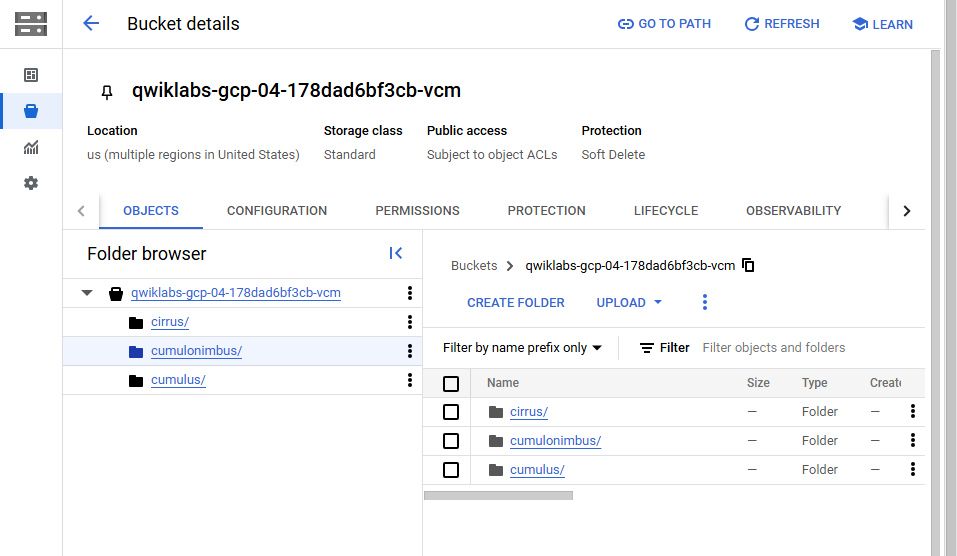 Bucket details
GO TO PATH
REFRESH
LEARN
qwiklabs-gcp-04-178dad6bf3cb-vcm
Location
Storage class
Public access
Protection
us (multiple regions in United States)
Standard
Subject to object ACLs
Soft Delete
OBJECTS
CONFIGURATION
PERMISSIONS
PROTECTION
LIFECYCLE
OBSERVABILITY
Folder browser
qwiklabs-gcp-04-178dad6bf3cb-vcm
cirrus/
cumulonimbus/
cumulus/
Buckets
qwiklabs-gcp-04-178dad6bf3cb-vcm
CREATE FOLDER
UPLOAD
Filter by name prefix only
Filter
Filter objects and folders
Name Size Type Create
cirrus/ — Folder —
cumulonimbus/ — Folder —
cumulus/ — Folder —